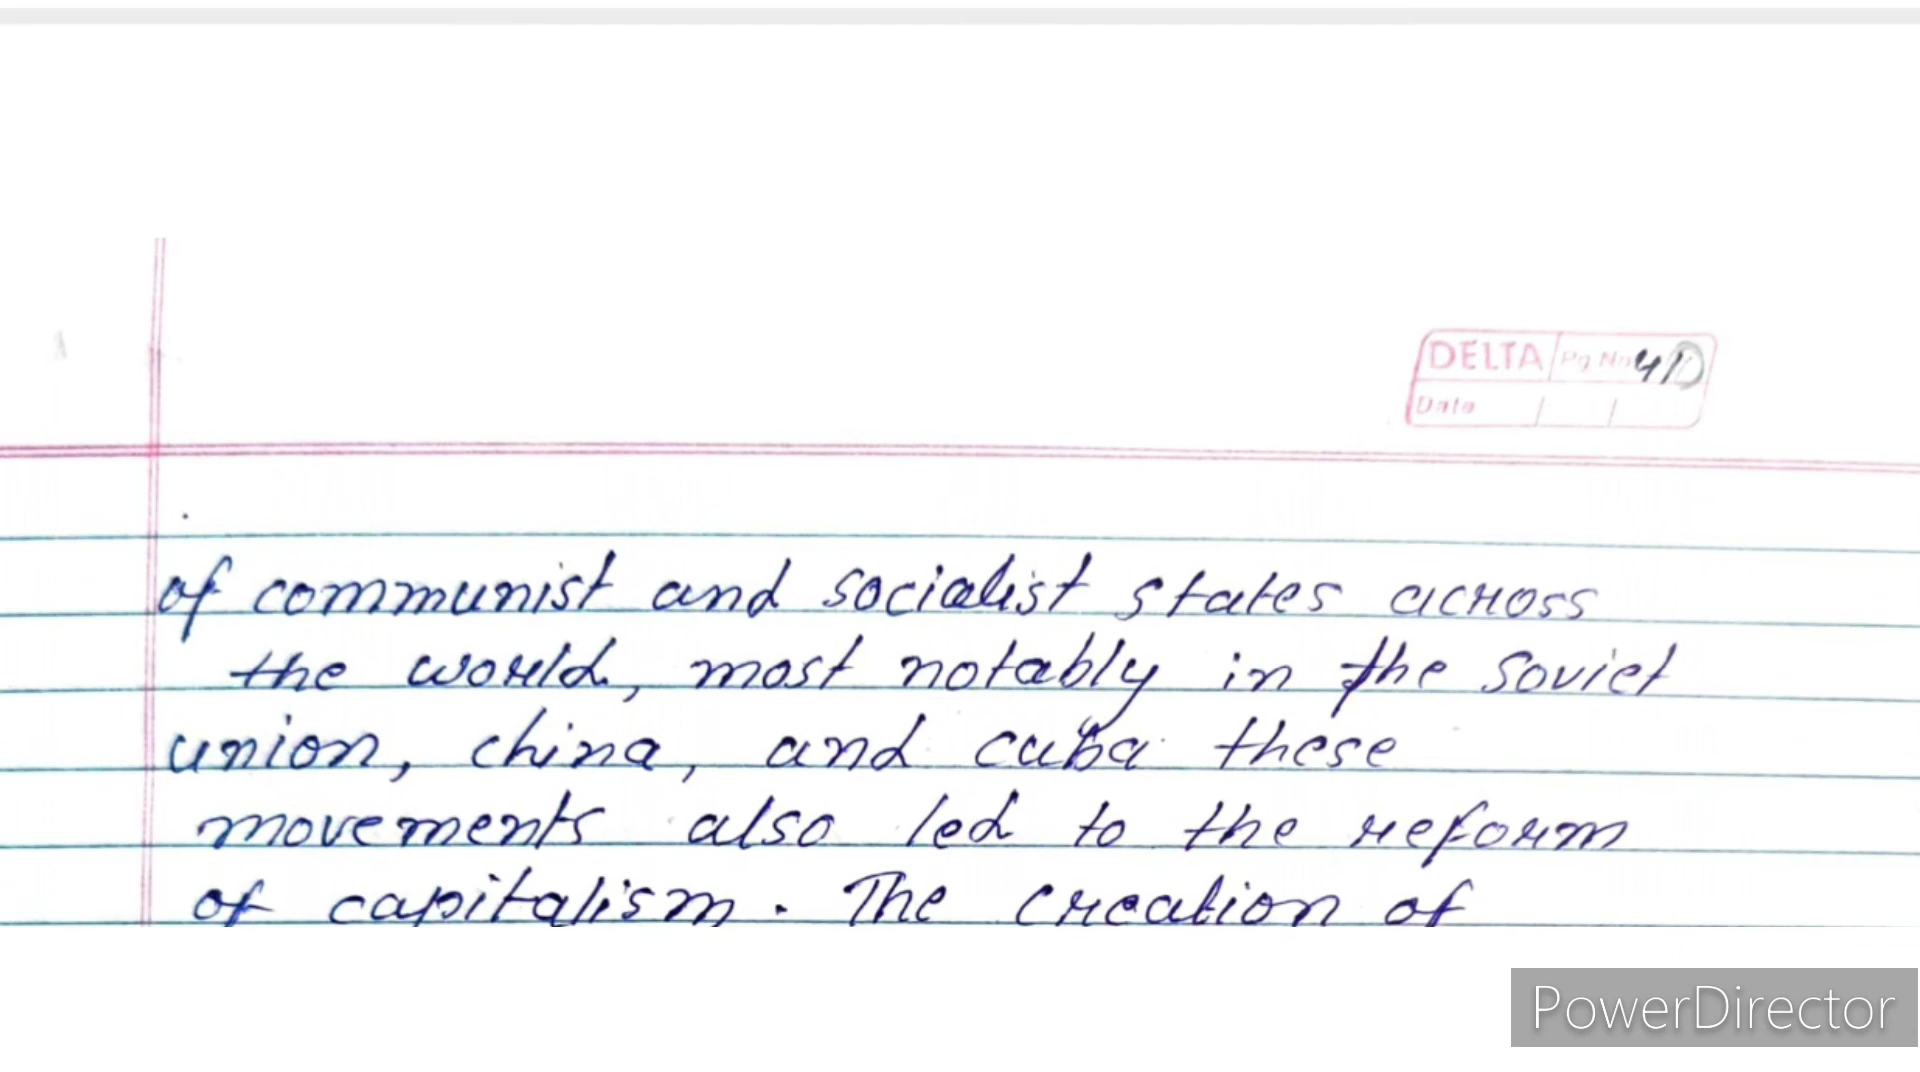 DELTA Pg No.
Date
of communist and socialist states across
the world, most notably in the soviet
union, china, and cuba these
movements also led to the reform
of capitalism. The creation of
PowerDirector